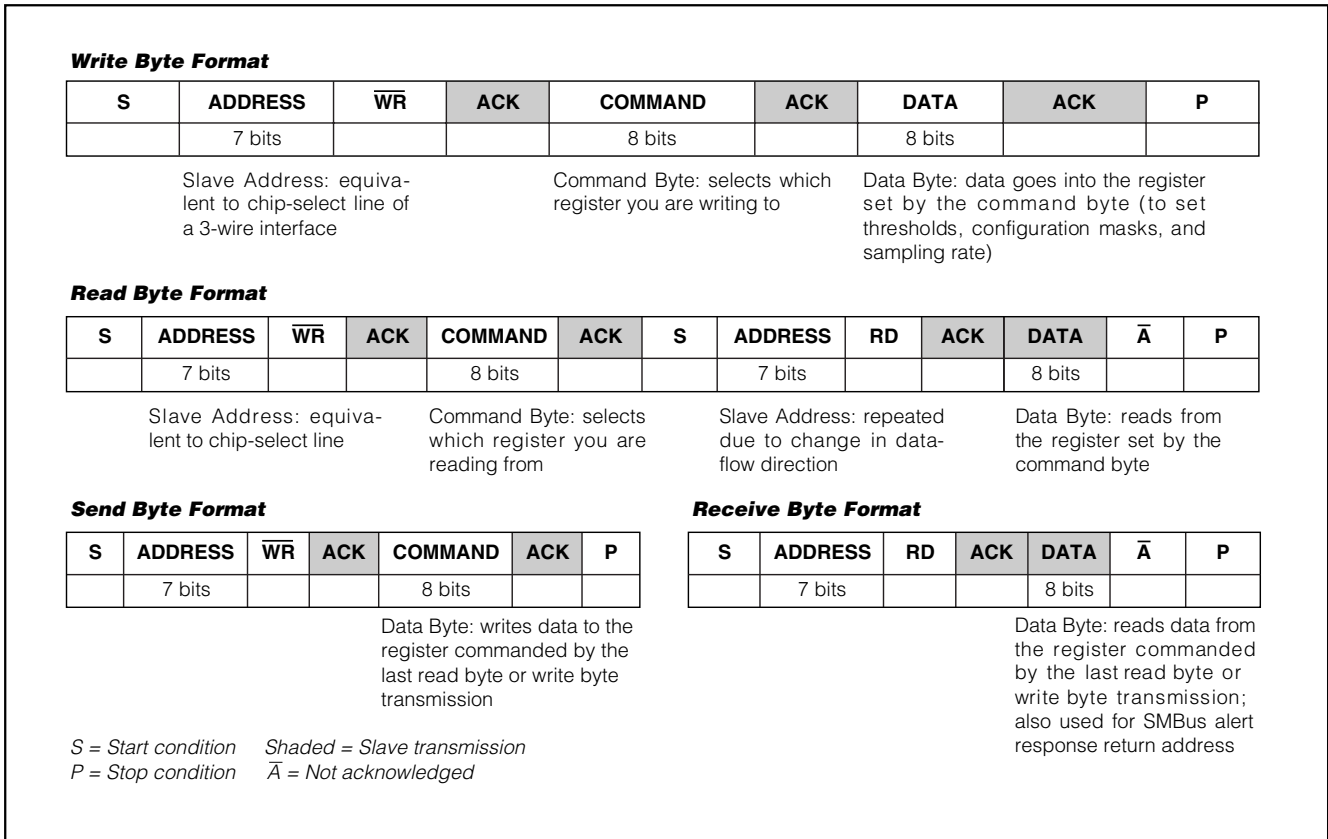 Write Byte Format
S ADDRESS W̅R̅ ACK COMMAND ACK DATA ACK P
7 bits 8 bits 8 bits
Slave Address: equiva-
lent to chip-select line of
a 3-wire interface
Command Byte: selects which
register you are writing to
Data Byte: data goes into the register
set by the command byte (to set
thresholds, configuration masks, and
sampling rate)
Read Byte Format
S ADDRESS W̅R̅ ACK COMMAND ACK S ADDRESS RD ACK DATA A̅ P
7 bits 8 bits 7 bits 8 bits
Slave Address: equiva-
lent to chip-select line
Command Byte: selects
which register you are
reading from
Slave Address: repeated
due to change in data-
flow direction
Data Byte: reads from
the register set by the
command byte
Send Byte Format
S ADDRESS W̅R̅ ACK COMMAND ACK P
7 bits 8 bits
Data Byte: writes data to the
register commanded by the
last read byte or write byte
transmission
Receive Byte Format
S ADDRESS RD ACK DATA A̅ P
7 bits 8 bits
Data Byte: reads data from
the register commanded
by the last read byte or
write byte transmission;
also used for SMBus alert
response return address
S = Start condition Shaded = Slave transmission
P = Stop condition A̅ = Not acknowledged